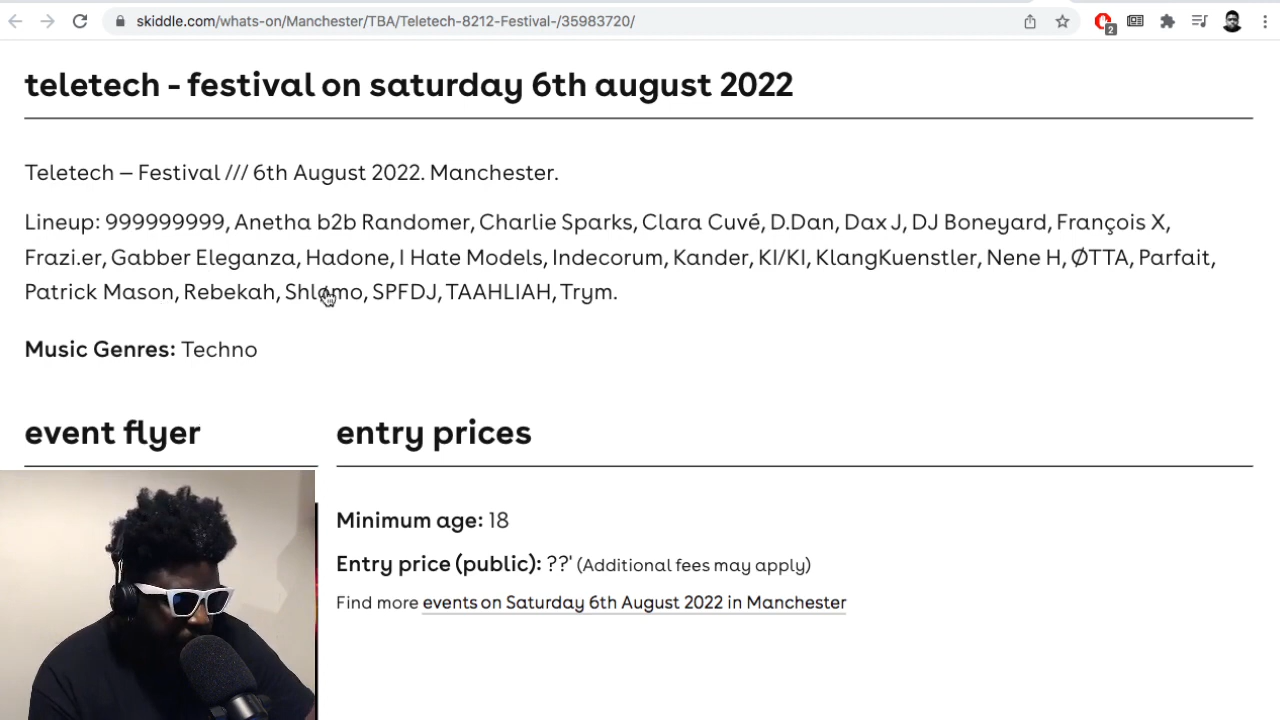 skiddle.com/whats-on/Manchester/TBA/Teletech-8212-Festival-/35983720/
2
teletech - festival on saturday 6th august 2022
Teletech – Festival /// 6th August 2022. Manchester.
Lineup: 999999999, Anetha b2b Randomer, Charlie Sparks, Clara Cuvé, D.Dan, Dax J, DJ Boneyard, François X,
Frazi.er, Gabber Eleganza, Hadone, I Hate Models, Indecorum, Kander, KI/KI, KlangKuenstler, Nene H, ØTTA, Parfait,
Patrick Mason, Rebekah, Shlømo, SPFDJ, TAAHLIAH, Trym.
Music Genres: Techno
event flyer
entry prices
Minimum age: 18
Entry price (public): ??' (Additional fees may apply)
Find more events on Saturday 6th August 2022 in Manchester